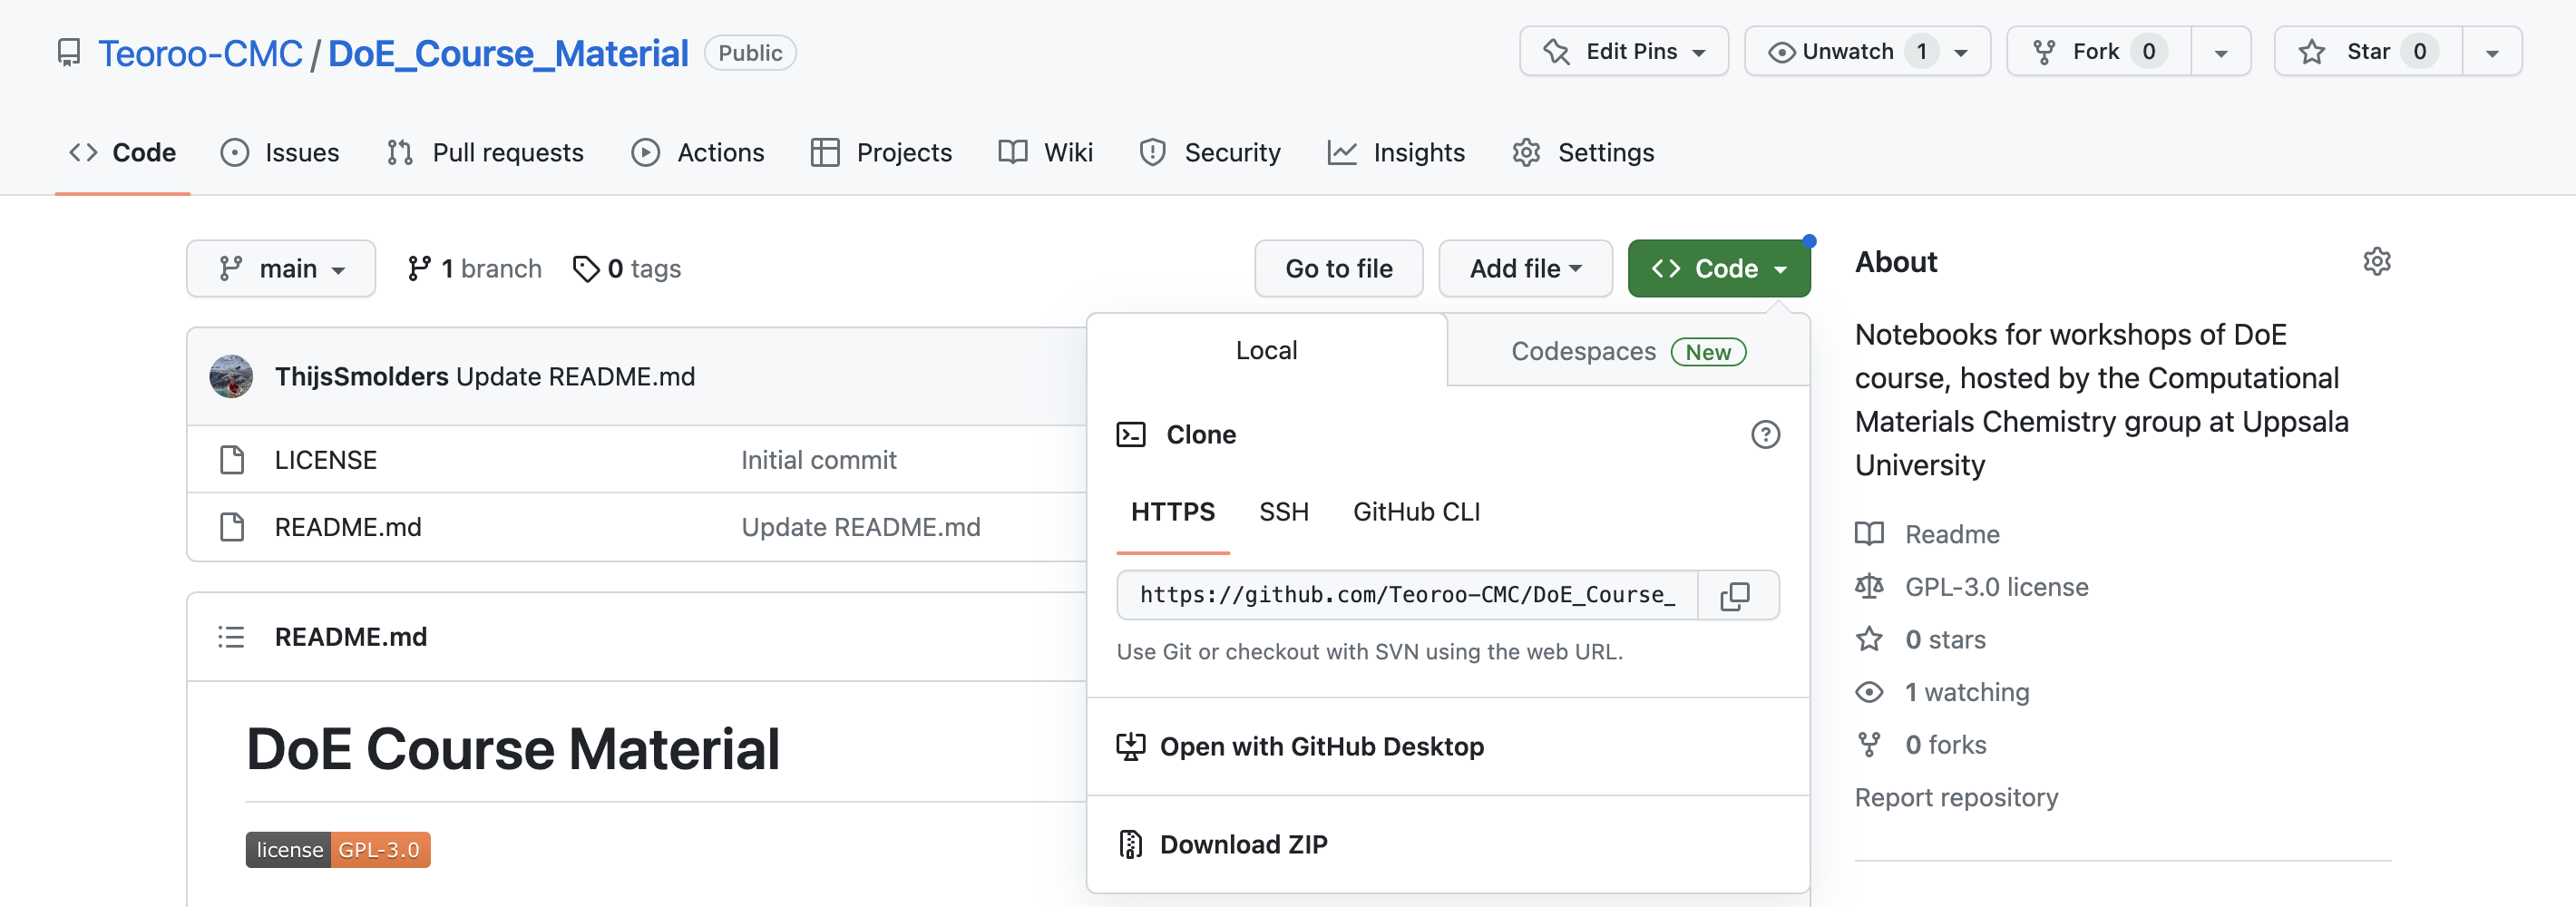 Teoroo-CMC / DoE_Course_Material Public
Edit Pins Unwatch 1 Fork 0 Star 0
Code Issues Pull requests Actions Projects Wiki Security Insights Settings
main 1 branch 0 tags Go to file Add file Code
ThijsSmolders Update README.md
LICENSE Initial commit
README.md Update README.md
README.md
DoE Course Material
license GPL-3.0
Local Codespaces New
Clone
HTTPS SSH GitHub CLI
https://github.com/Teoroo-CMC/DoE_Course_
Use Git or checkout with SVN using the web URL.
Open with GitHub Desktop
Download ZIP
About
Notebooks for workshops of DoE
course, hosted by the Computational
Materials Chemistry group at Uppsala
University
Readme
GPL-3.0 license
0 stars
1 watching
0 forks
Report repository